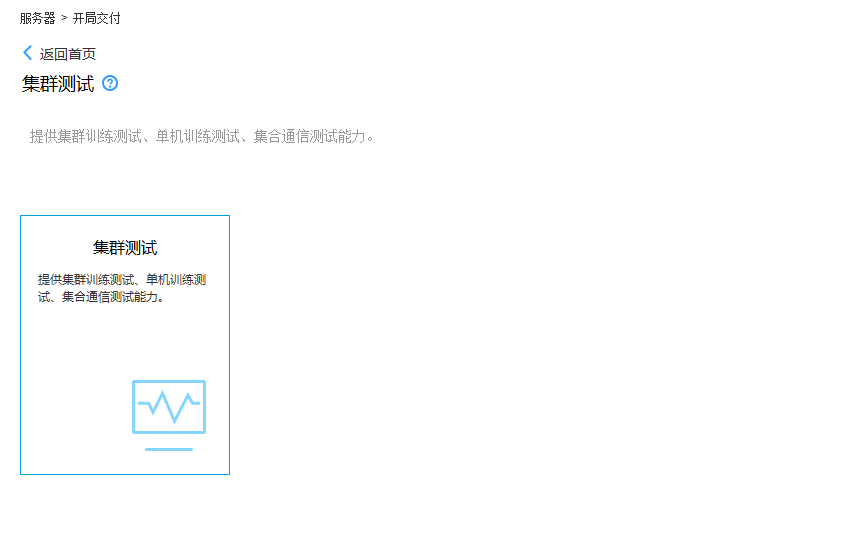 服务器 > 开局交付
返回首页
集群测试 ?
提供集群训练测试、单机训练测试、集合通信测试能力。
集群测试
提供集群训练测试、单机训练测
试、集合通信测试能力。